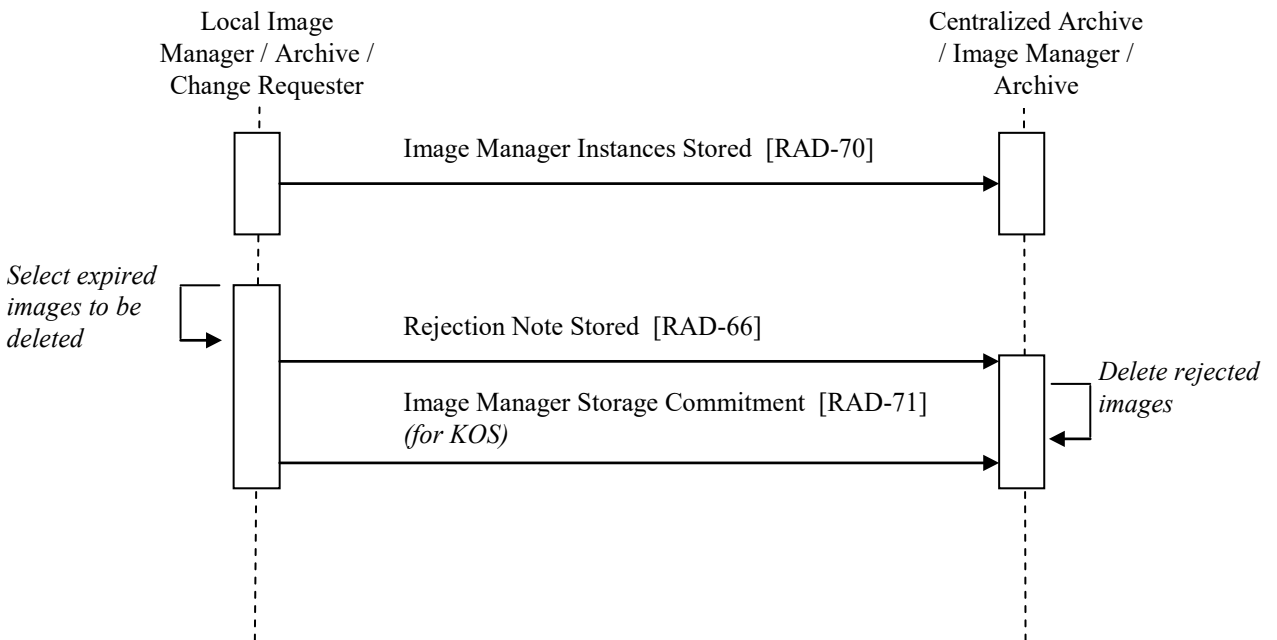 Local Image
Manager / Archive /
Change Requester
Centralized Archive
/ Image Manager /
Archive
Image Manager Instances Stored [RAD-70]
Select expired
images to be
deleted
Rejection Note Stored [RAD-66]
Delete rejected
images
Image Manager Storage Commitment [RAD-71]
(for KOS)